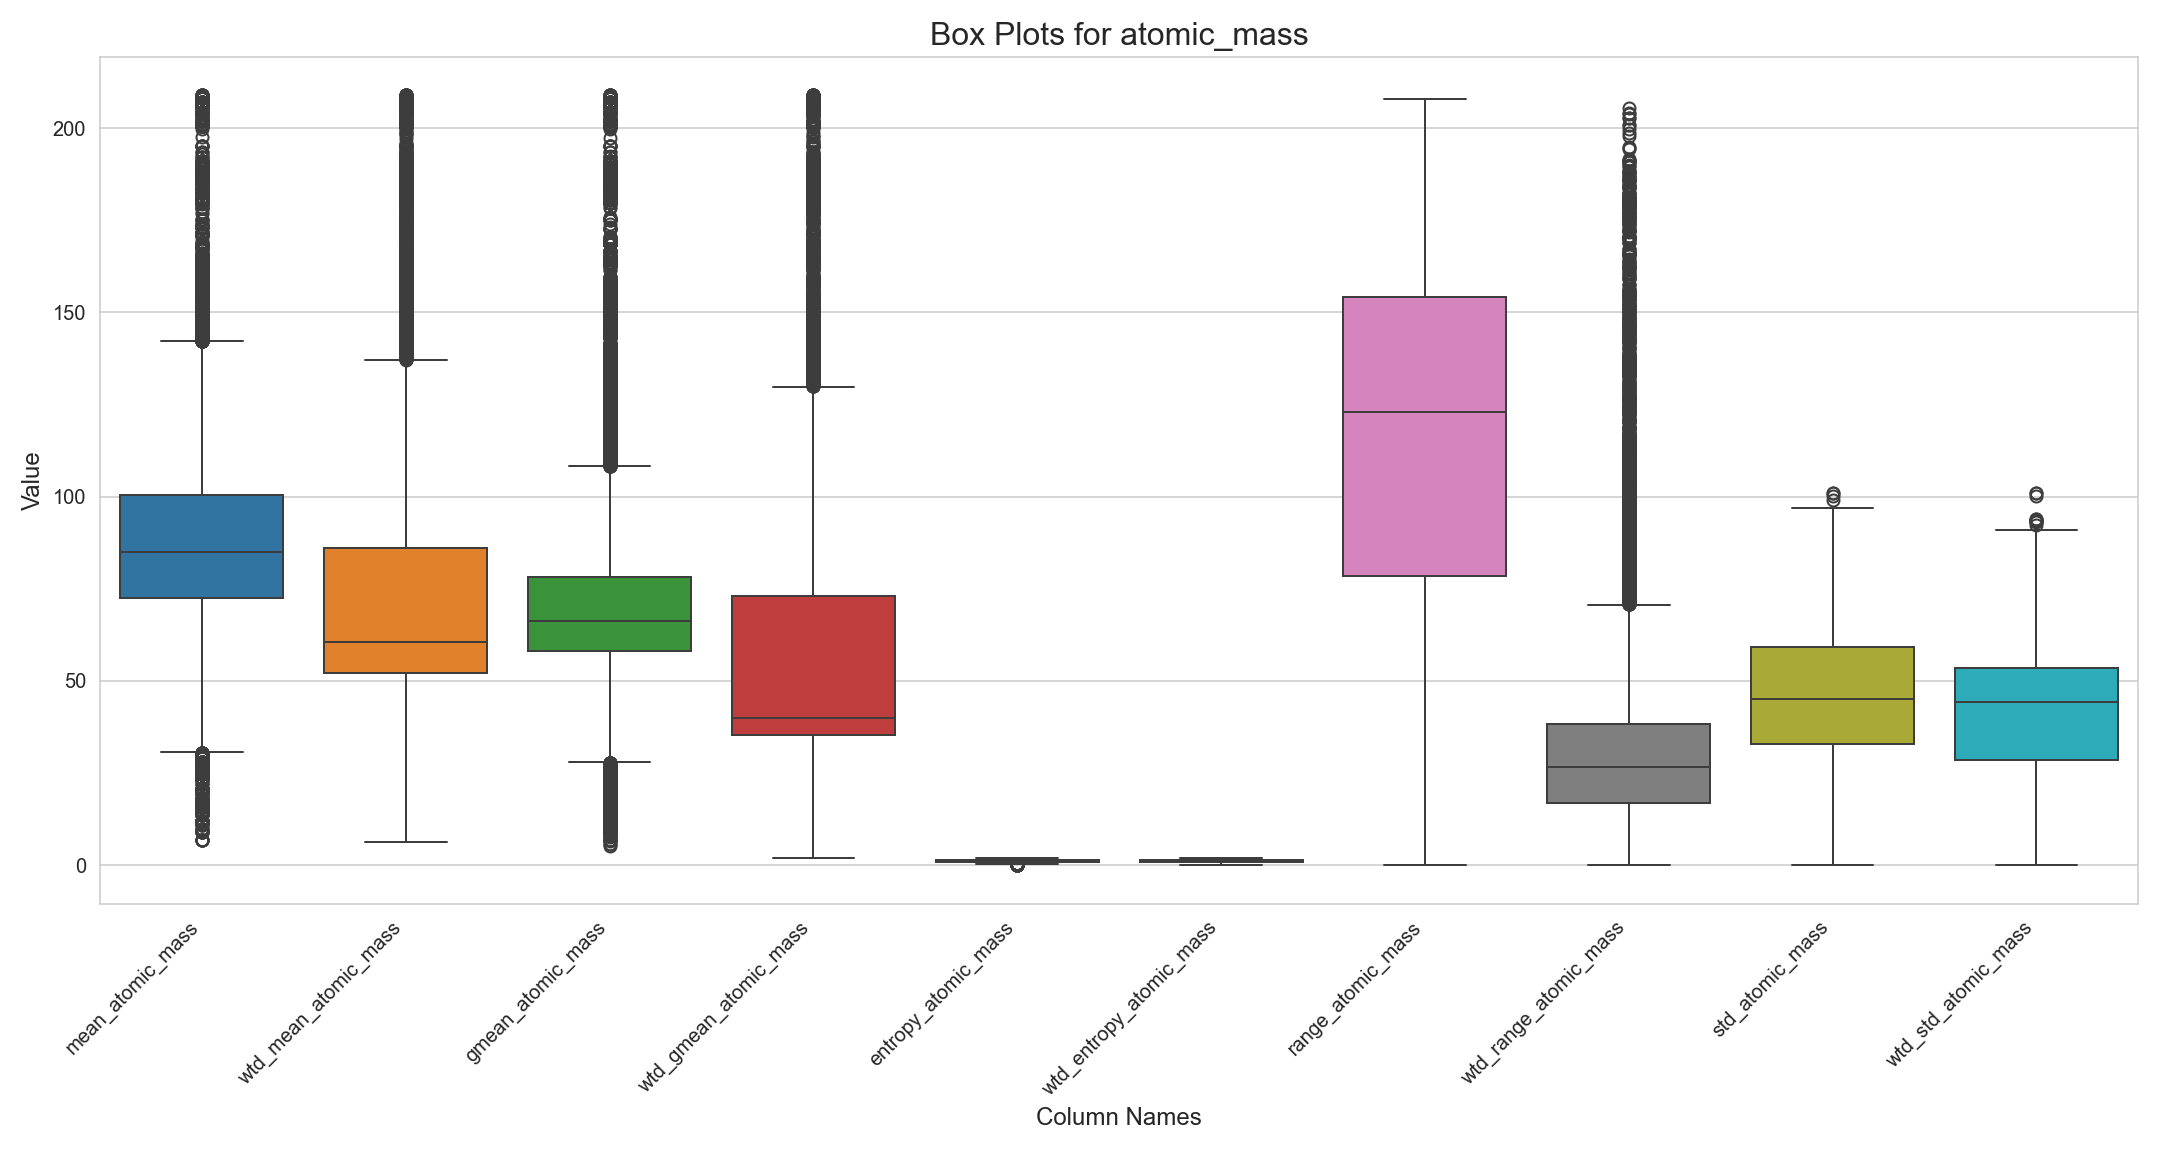 Box Plots for atomic_mass
Value
200
150
100
50
0
mean_atomic_mass
wtd_mean_atomic_mass
gmean_atomic_mass
wtd_gmean_atomic_mass
entropy_atomic_mass
wtd_entropy_atomic_mass
range_atomic_mass
wtd_range_atomic_mass
std_atomic_mass
wtd_std_atomic_mass
Column Names